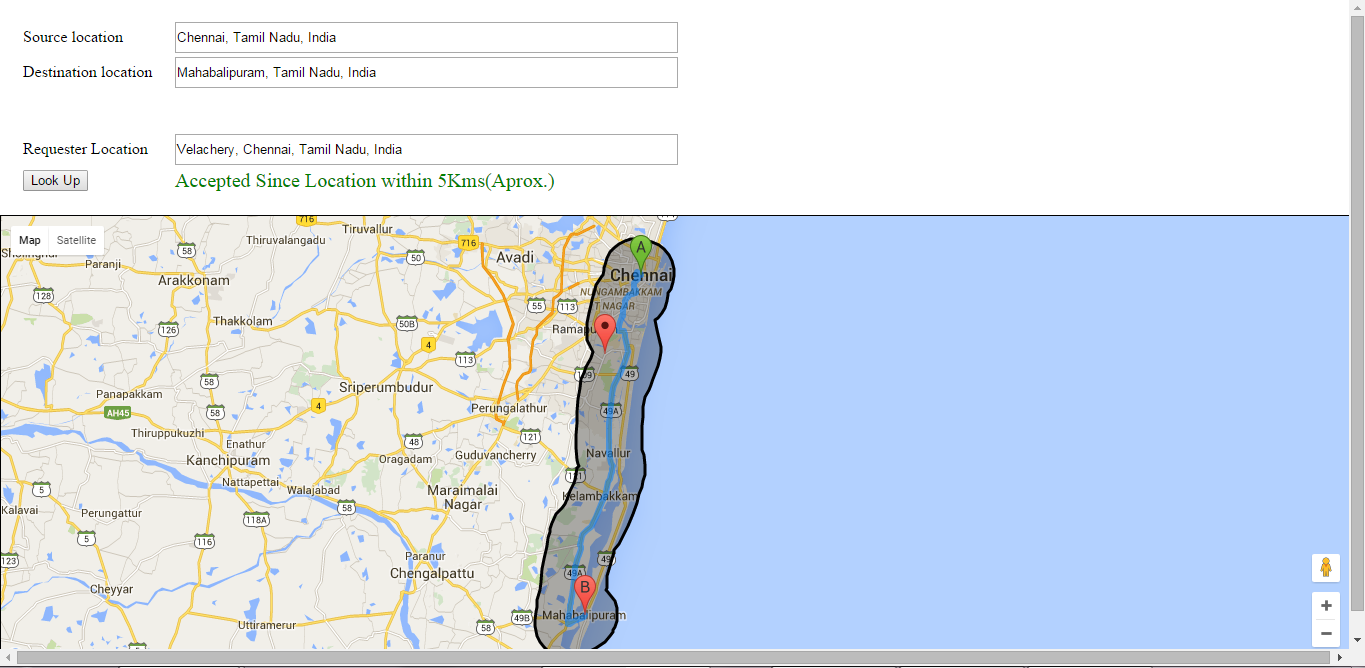 Source location
Chennai, Tamil Nadu, India
Destination location
Mahabalipuram, Tamil Nadu, India
Requester Location
Velachery, Chennai, Tamil Nadu, India
Look Up
Accepted Since Location within 5Kms(Aprox.)
716
Tiruvallur
Map
Satellite
Thiruvalangadu
716
A
58
Paranji
50
Avadi
Arakkonam
Chennai
128
NUNGAMBAKKAM
55
113
T NAGAR
Thakkolam
50B
126
4
113
109
49
58
Sriperumbudur
Panapakkam
4
Perungalathur
49A
AH45
58
Thiruppukuzhi
121
Enathur
48
Navallur
Kanchipuram
Oragadam
Guduvancherry
Nattapettai
Walajabad
Maraimalai
Nagar
Kelambakkam
5
58
Kalavai
Perungattur
118A
5
116
Paranur
123
49
Chengalpattu
49A
Cheyyar
B
49B
Mahabalipuram
Uttiramerur
58